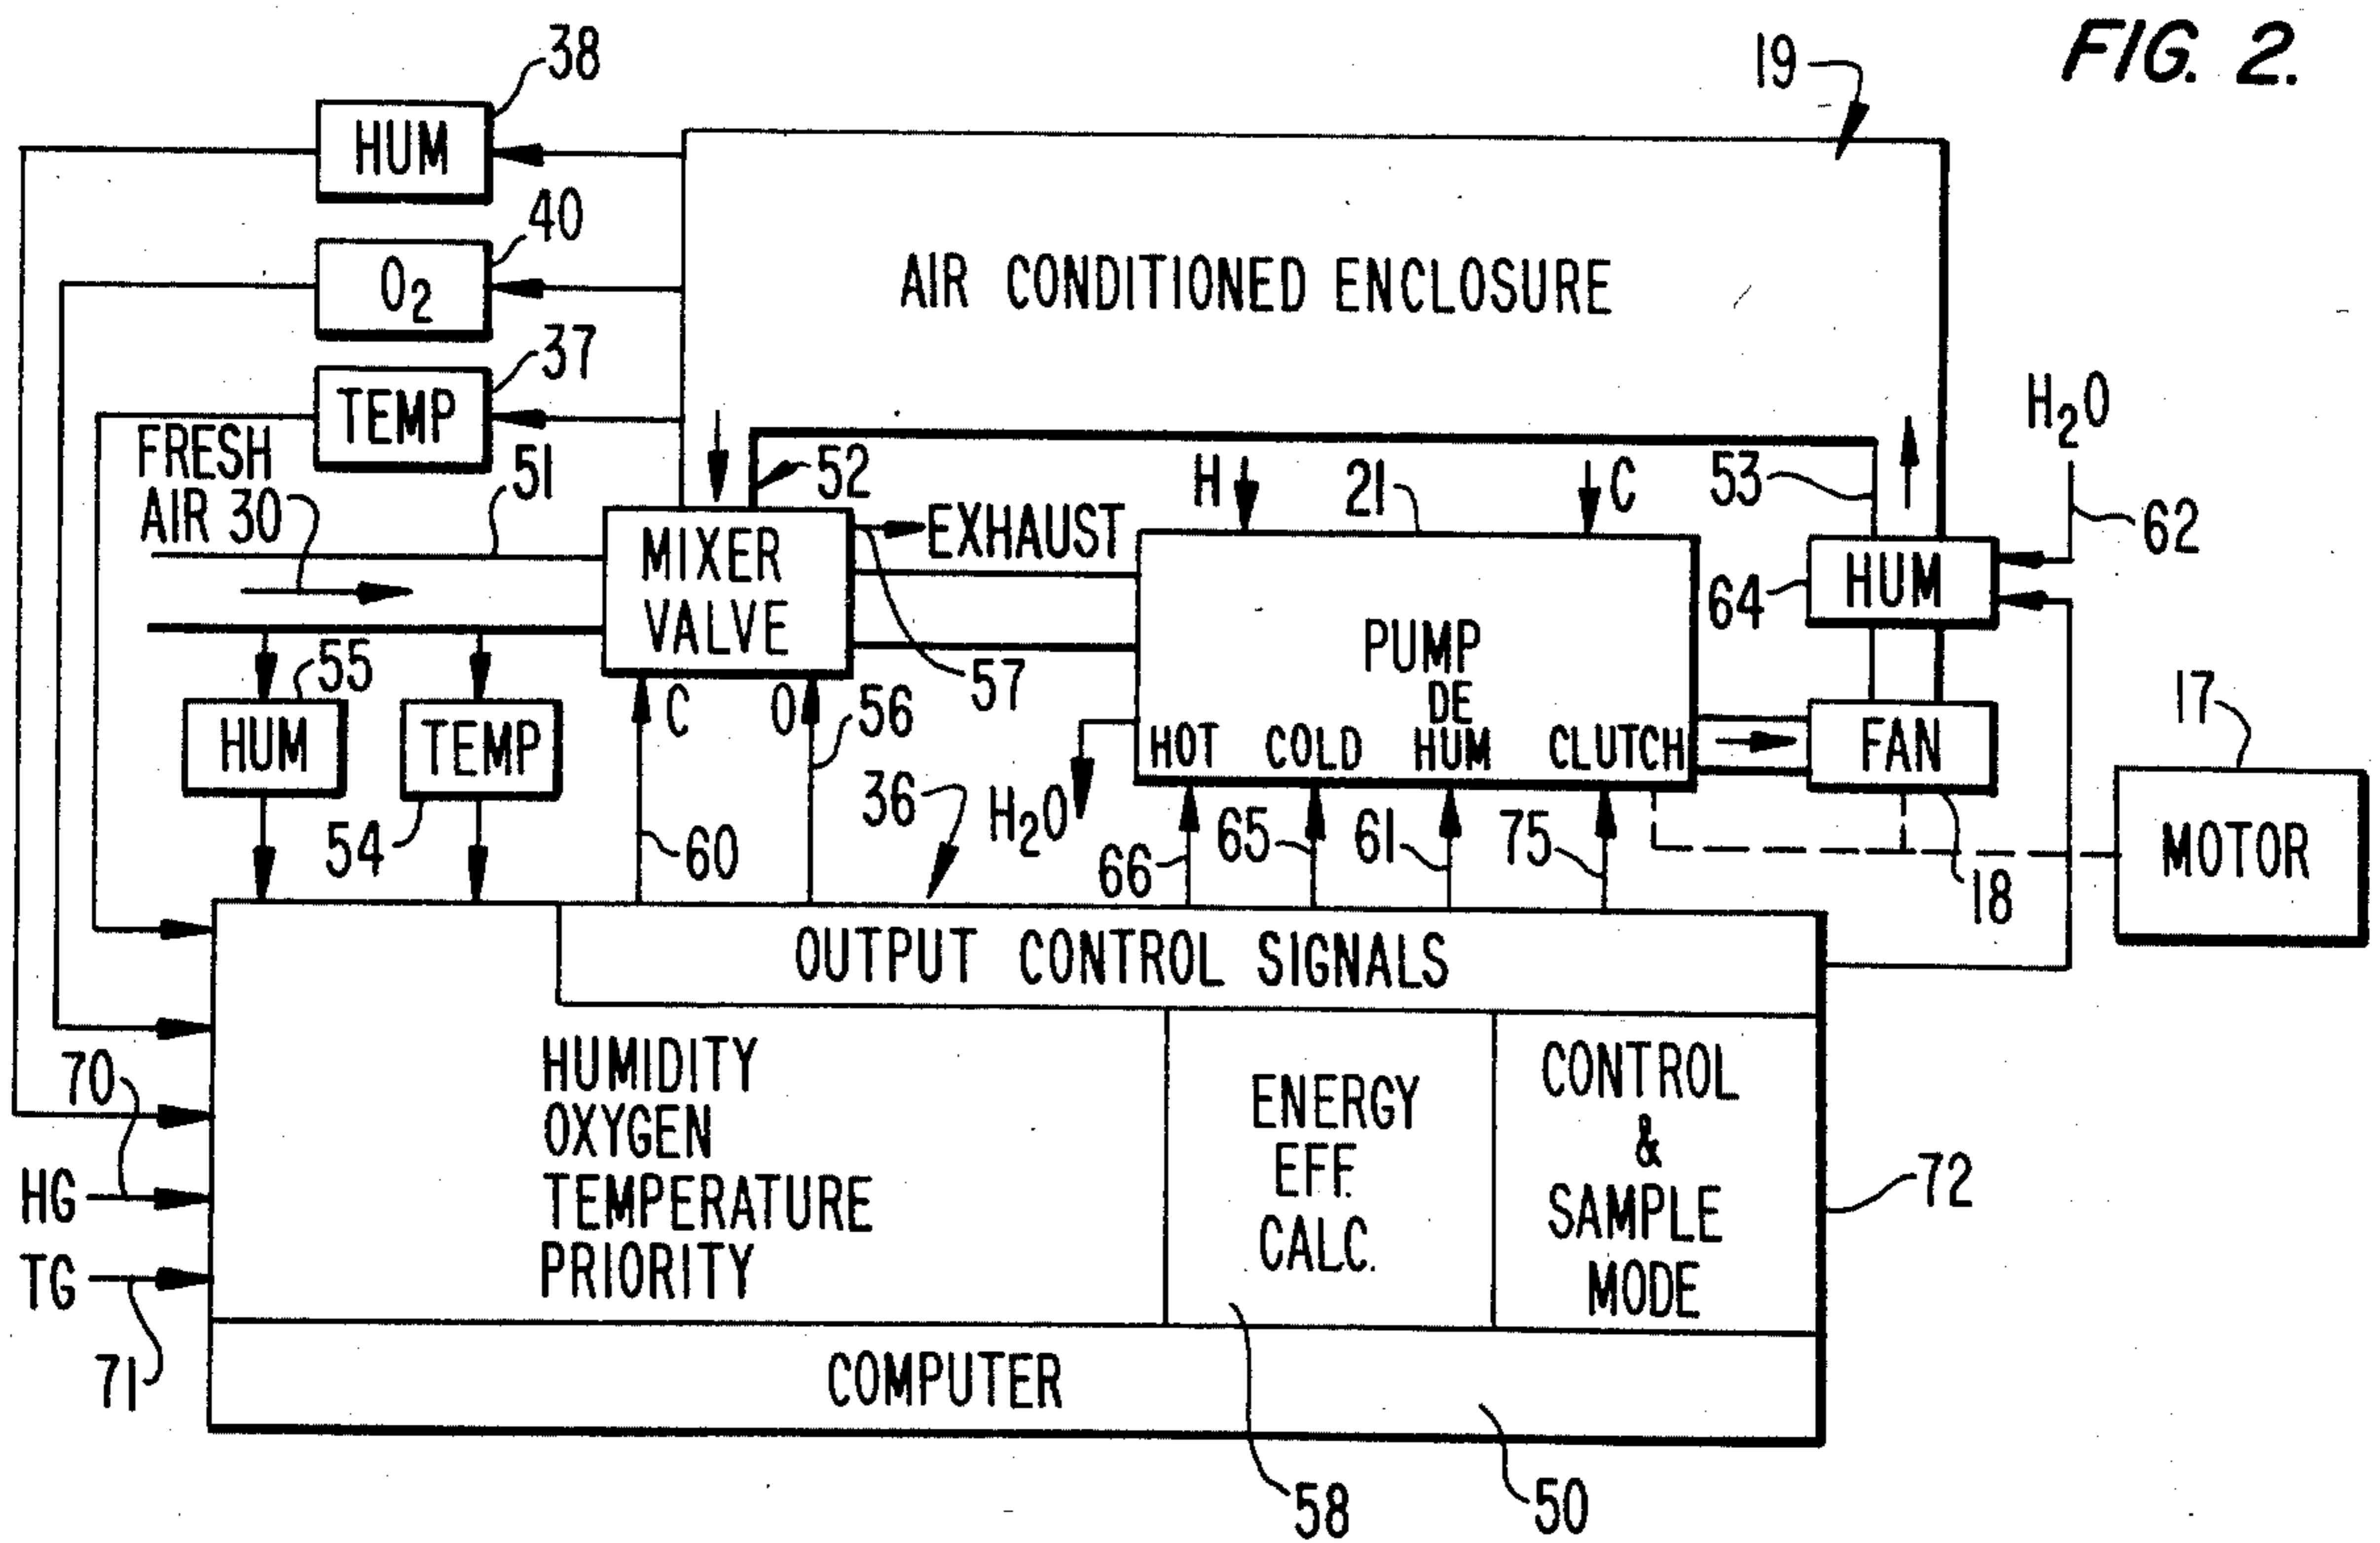 FIG. 2.
38
19
HUM
40
O2
AIR CONDITIONED ENCLOSURE
37
TEMP
H2O
FRESH
AIR 30
51
52
H
21
C
53
62
EXHAUST
MIXER
VALVE
HUM
64
57
PUMP
DE
HUM
HOT
COLD
CLUTCH
55
C
O
56
17
HUM
TEMP
FAN
36
H2O
54
60
66
65
61
75
18
MOTOR
OUTPUT CONTROL SIGNALS
70
HUMIDITY
OXYGEN
TEMPERATURE
PRIORITY
ENERGY
EFF.
CALC.
CONTROL
&
SAMPLE
MODE
72
HG
TG
71
COMPUTER
58
50